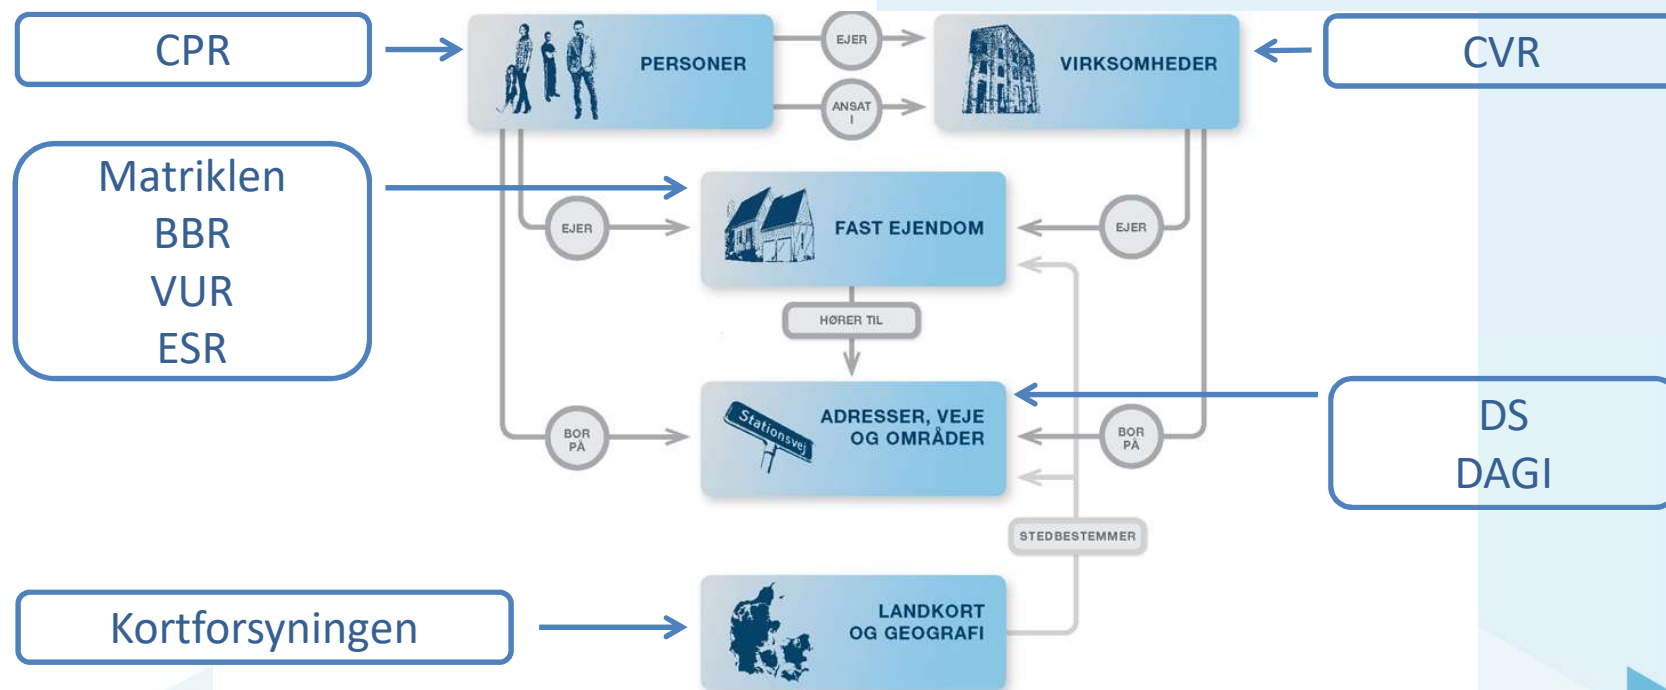 CPR
PERSONER
EJER
ANSAT
I
VIRKSOMHEDER
CVR
Matriklen
BBR
VUR
ESR
EJER
FAST EJENDOM
EJER
HØRER TIL
BOR
PÅ
Stationsvej
ADRESSER, VEJE
OG OMRÅDER
BOR
PÅ
DS
DAGI
STEDBESTEMMER
Kortforsyningen
LANDKORT
OG GEOGRAFI